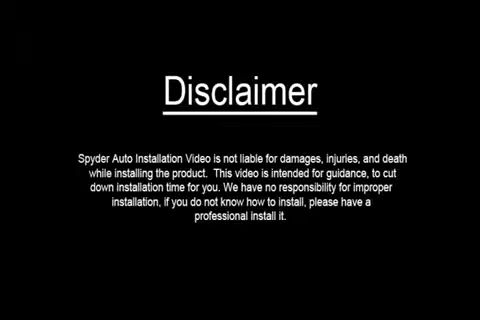 Disclaimer
Spyder Auto Installation Video is not liable for damages, injuries, and death
while installing the product.  This video is intended for guidance, to cut
down installation time for you. We have no responsibility for improper
installation, if you do not know how to install, please have a
professional install it.